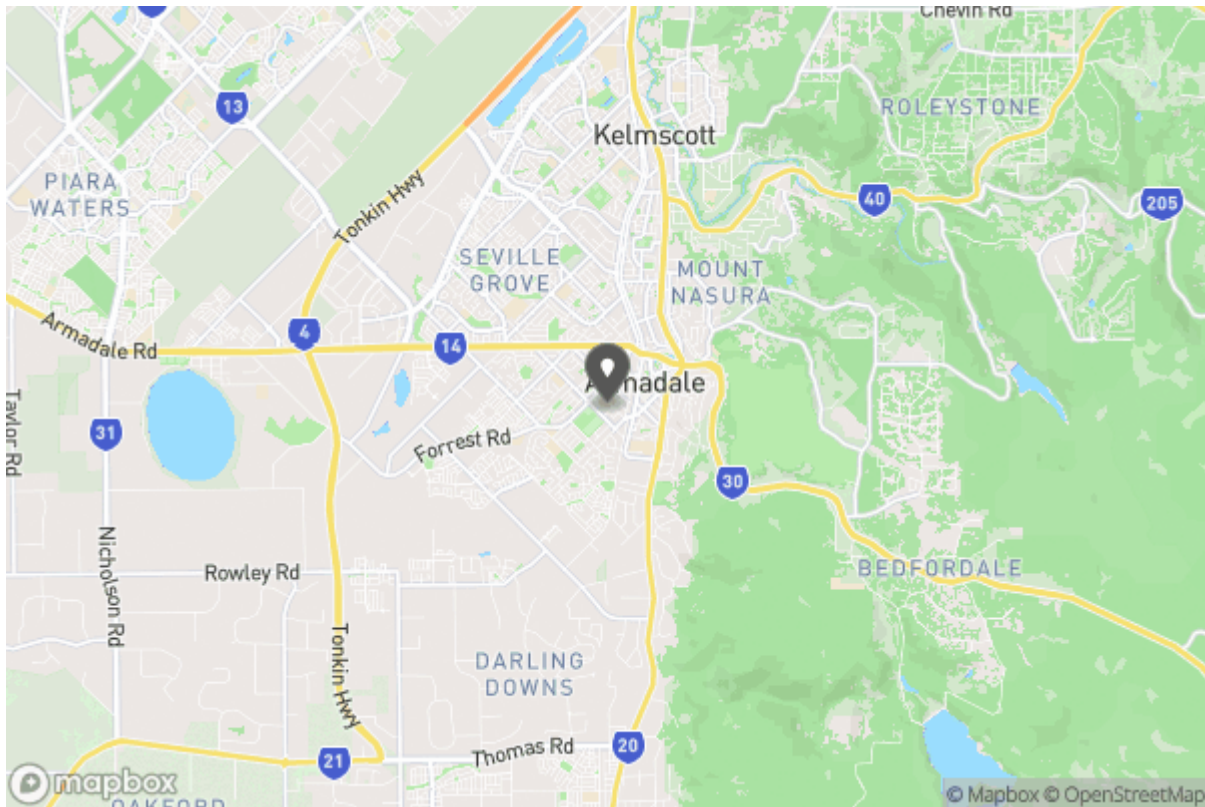 Chevin Rd
13
ROLEYSTONE
Kelmscott
PIARA
WATERS
40
205
Tonkin Hwy
SEVILLE
GROVE
MOUNT
NASURA
Armadale Rd
4
14
Armadale
Taylor Rd
31
Forrest Rd
30
Nicholson Rd
Rowley Rd
BEDFORDALE
Tonkin Hwy
DARLING
DOWNS
20
21
Thomas Rd
mapbox
OAKFORD
© Mapbox © OpenStreetMap